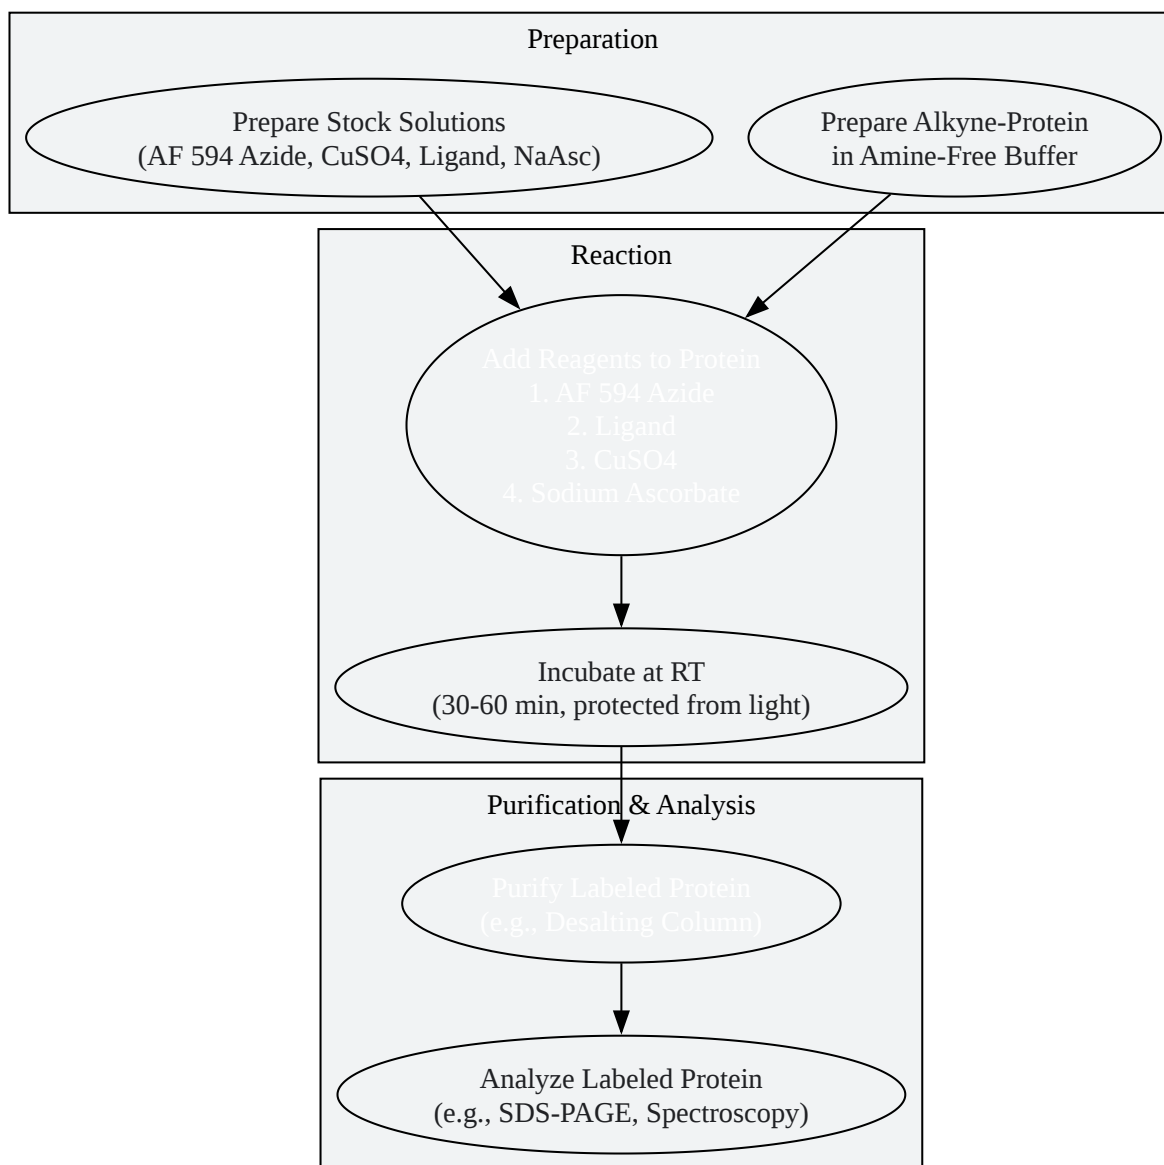 Preparation
Prepare Stock Solutions
(AF 594 Azide, CuSO4, Ligand, NaAsc)
Prepare Alkyne-Protein
in Amine-Free Buffer
Reaction
Add Reagents to Protein
1. AF 594 Azide
2. Ligand
3. CuSO4
4. Sodium Ascorbate
Incubate at RT
(30-60 min, protected from light)
Purification & Analysis
Purify Labeled Protein
(e.g., Desalting Column)
Analyze Labeled Protein
(e.g., SDS-PAGE, Spectroscopy)